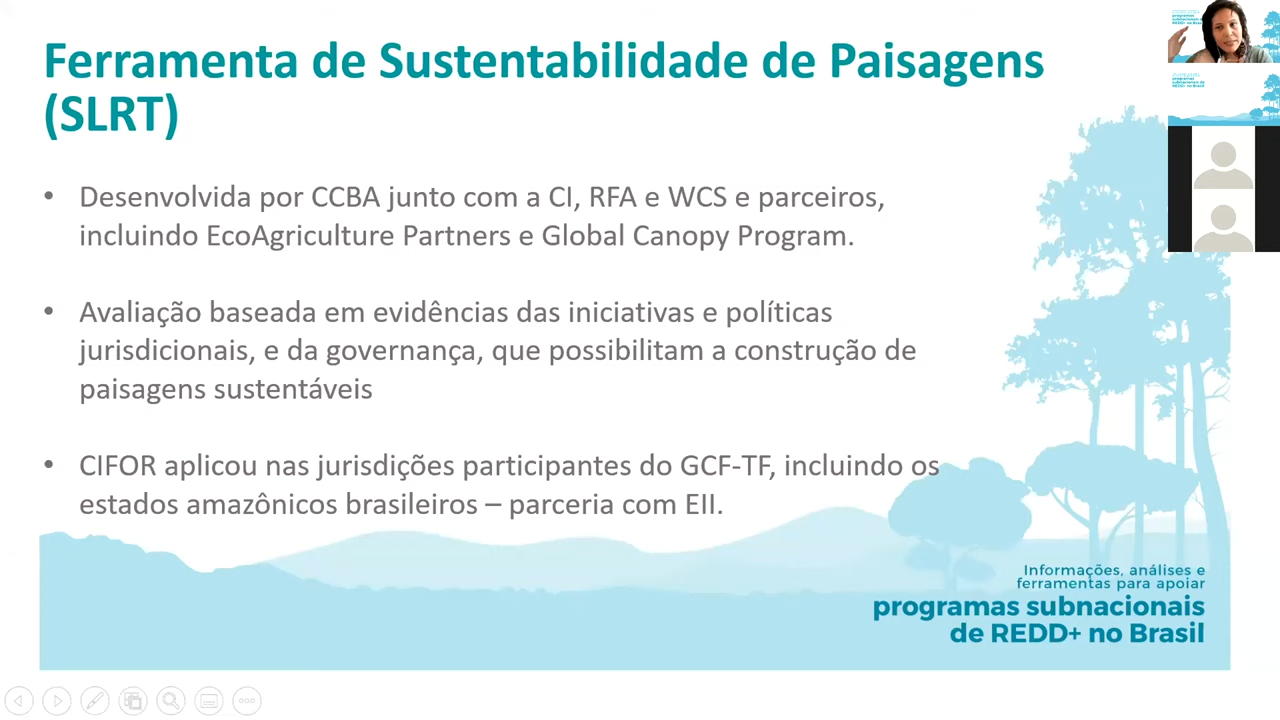 Ferramenta de Sustentabilidade de Paisagens
(SLRT)
• Desenvolvida por CCBA junto com a CI, RFA e WCS e parceiros,
incluindo EcoAgriculture Partners e Global Canopy Program.
• Avaliação baseada em evidências das iniciativas e políticas
jurisdicionais, e da governança, que possibilitam a construção de
paisagens sustentáveis
• CIFOR aplicou nas jurisdições participantes do GCF-TF, incluindo os
estados amazônicos brasileiros – parceria com EII.
Informações, análises e
ferramentas para apoiar
programas subnacionais
de REDD+ no Brasil